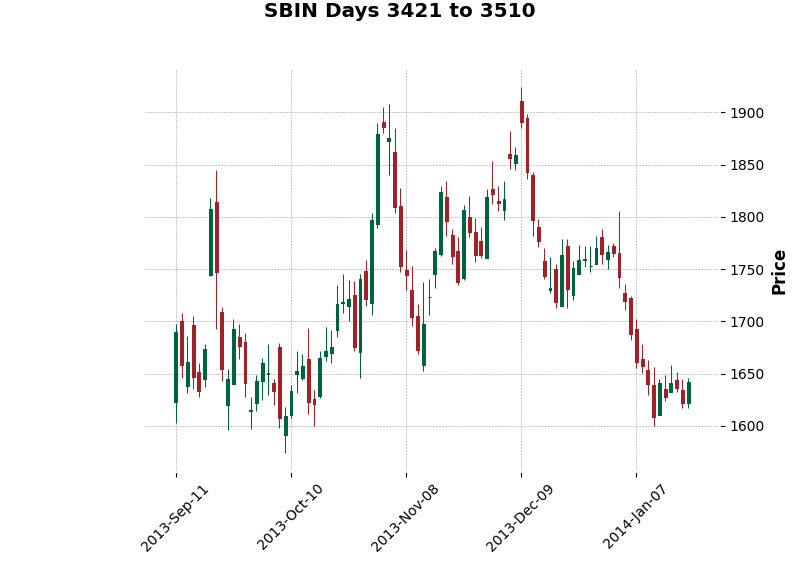 SBIN Days 3421 to 3510
1900
1850
1800
1750
1700
1650
1600
Price
2013-Sep-11
2013-Oct-10
2013-Nov-08
2013-Dec-09
2014-Jan-07